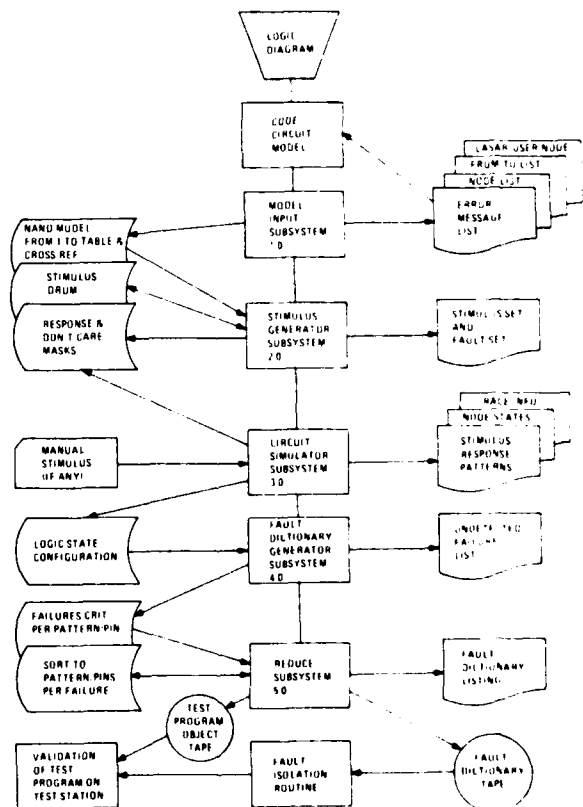 LOGIC
DIAGRAM
CODE
CIRCUIT
MODEL
LASAR USER NODE
FROM TO LIST
NODE LIST
ERROR
MESSAGE
LIST
MODEL
INPUT
SUBSYSTEM
1.0
NAND MODEL
FROM 1 TO TABLE &
CROSS REF
STIMULUS
DRUM
RESPONSE &
DON'T CARE
MASKS
STIMULUS
GENERATOR
SUBSYSTEM
2.0
STIMULUS SET
AND
FAULT SET
RACE INFO
NODE STATES
STIMULUS
RESPONSE
PATTERNS
MANUAL
STIMULUS
(IF ANY)
CIRCUIT
SIMULATOR
SUBSYSTEM
3.0
LOGIC STATE
CONFIGURATION
FAULT
DICTIONARY
GENERATOR
SUBSYSTEM
4.0
UNDETECTED
FAILURE
LIST
FAILURES CRIT
PER PATTERN/PIN
SORT TO
PATTERN/PINS
PER FAILURE
REDUCE
SUBSYSTEM
5.0
FAULT
DICTIONARY
LISTING
TEST
PROGRAM
OBJECT
TAPE
VALIDATION
OF TEST
PROGRAM ON
TEST STATION
FAULT
ISOLATION
ROUTINE
FAULT
DICTIONARY
TAPE